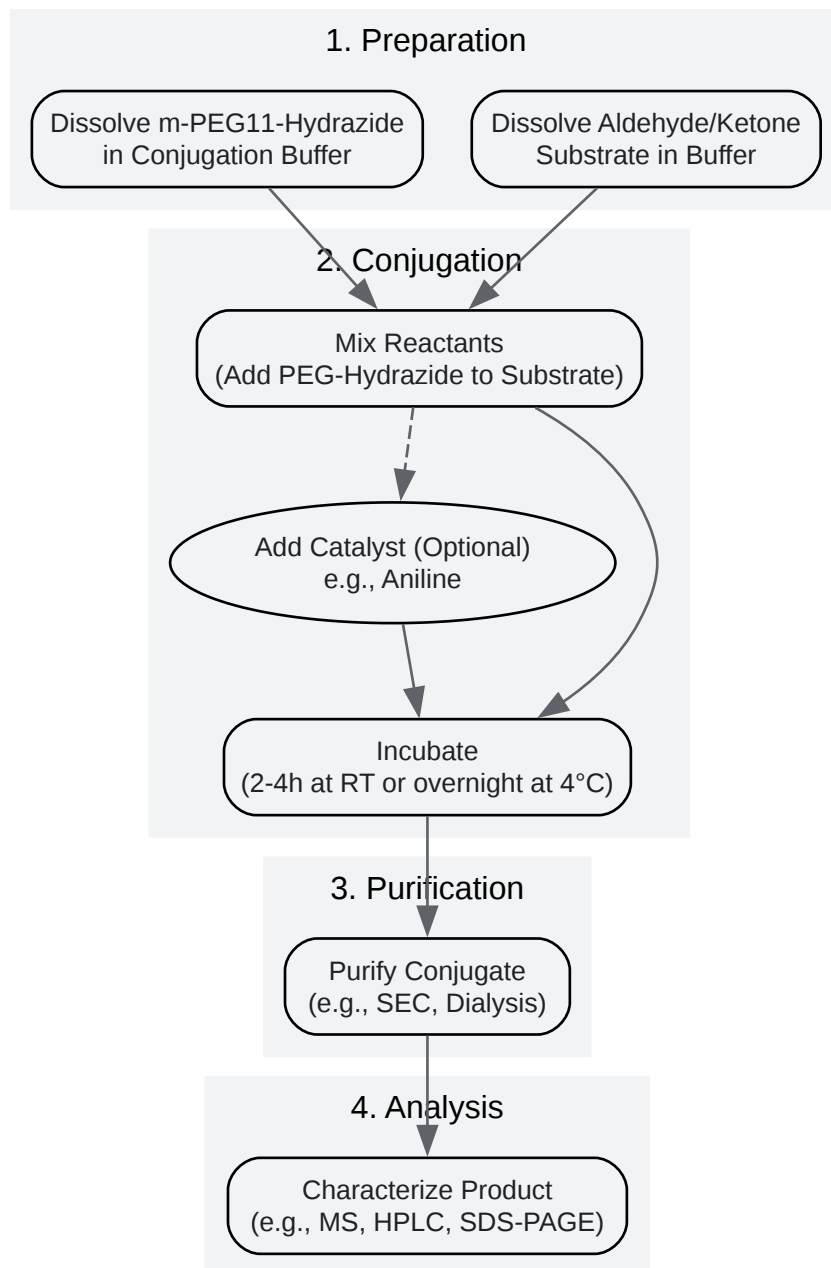 1. Preparation
Dissolve m-PEG11-Hydrazide
in Conjugation Buffer
Dissolve Aldehyde/Ketone
Substrate in Buffer
2. Conjugation
Mix Reactants
(Add PEG-Hydrazide to Substrate)
Add Catalyst (Optional)
e.g., Aniline
Incubate
(2-4h at RT or overnight at 4°C)
3. Purification
Purify Conjugate
(e.g., SEC, Dialysis)
4. Analysis
Characterize Product
(e.g., MS, HPLC, SDS-PAGE)